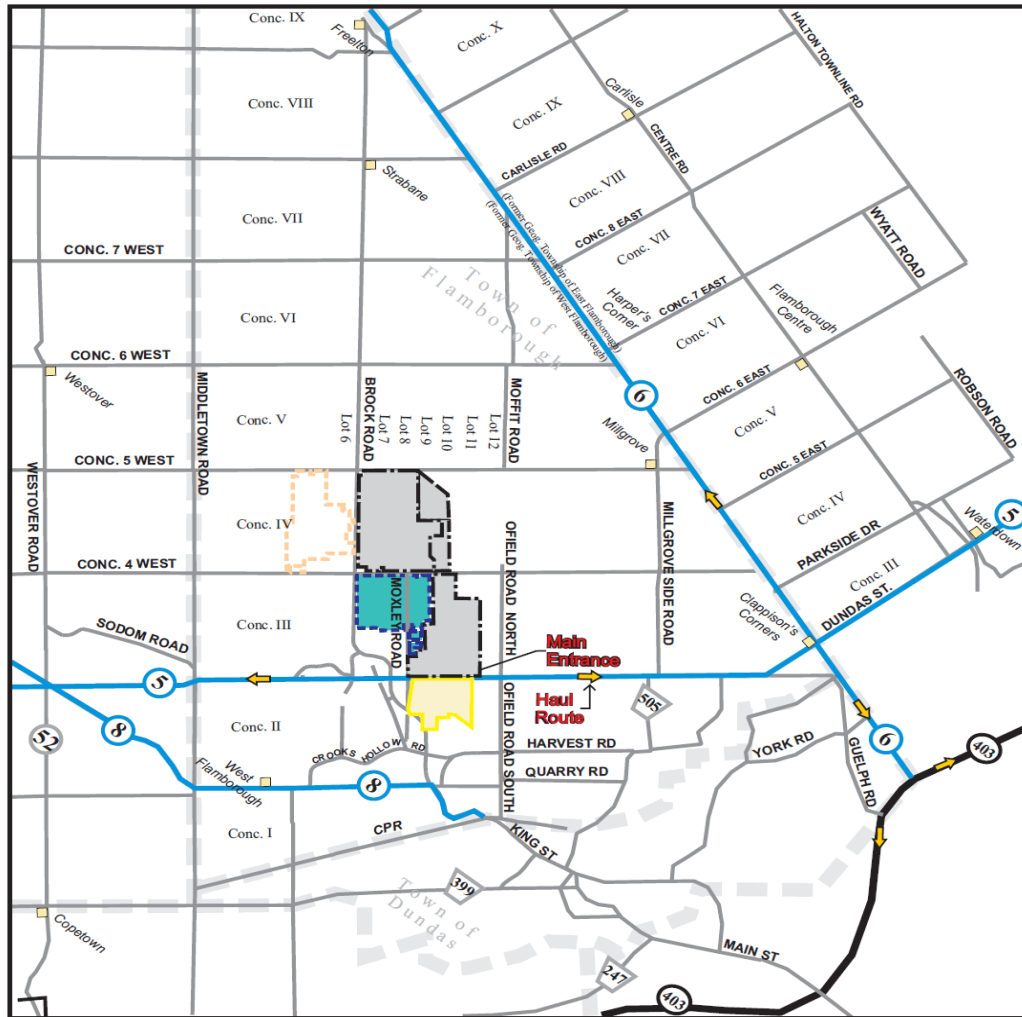 Conc. IX
Freelton
Conc. X
HALTON TOWNLINE RD
Conc. VIII
Conc. IX
Carlisle
CENTRE RD
CARLISLE RD
Strabane
Conc. VIII
Conc. VII
(Former Geog. Township of East Flamborough)
(Former Geog. Township of West Flamborough)
CONC. 8 EAST
WYATT ROAD
CONC. 7 WEST
Conc. VII
Town of
Flamborough
Harper's
Corner
CONC. 7 EAST
Flamborough
Centre
Conc. VI
Conc. VI
CONC. 6 WEST
Westover
MIDDLETOWN ROAD
BROCK ROAD
MOFFIT ROAD
6
CONC. 6 EAST
ROBSON ROAD
Conc. V
Lot 6
Lot 7
Lot 8
Lot 9
Lot 10
Lot 11
Lot 12
Millgrove
Conc. V
CONC. 5 WEST
CONC. 5 EAST
WESTOVER ROAD
Conc. IV
Conc. IV
Waterdown
5
OFIELD ROAD NORTH
MILLGROVE SIDE ROAD
PARKSIDE DR
CONC. 4 WEST
Conc. III
MOXLEY ROAD
Clappison's
Corners
DUNDAS ST.
SODOM ROAD
Conc. III
Main
Entrance
5
Haul
Route
505
8
52
Conc. II
OFIELD ROAD SOUTH
HARVEST RD
YORK RD
6
403
CROOKS HOLLOW RD
GUELPH RD
West
Flamborough
8
QUARRY RD
Conc. I
CPR
KING ST
399
Town of
Dundas
Copetown
MAIN ST
247
403